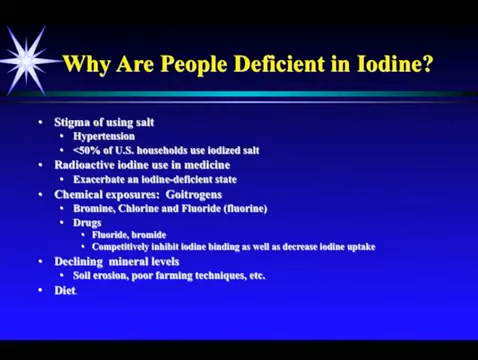 Why Are People Deficient in Iodine?
• Stigma of using salt
• Hypertension
• <50% of U.S. households use iodized salt
• Radioactive iodine use in medicine
• Exacerbate an iodine-deficient state
• Chemical exposures: Goitrogens
• Bromine, Chlorine and Fluoride (fluorine)
• Drugs
• Fluoride, bromide
• Competitively inhibit iodine binding as well as decrease iodine uptake
• Declining mineral levels
• Soil erosion, poor farming techniques, etc.
• Diet.